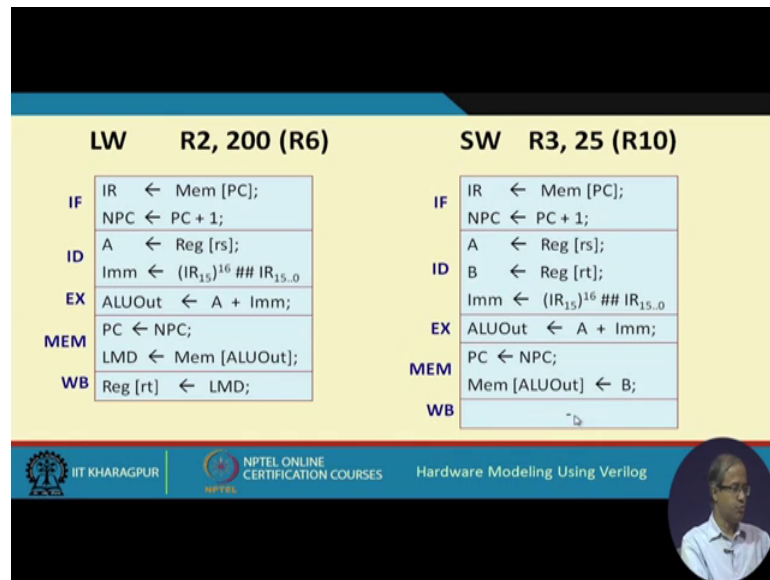 LW R2, 200 (R6)
IF
IR ← Mem [PC];
NPC ← PC + 1;
ID
A ← Reg [rs];
Imm ← (IR₁₅)¹⁶ ## IR₁₅..₀
EX
ALUOut ← A + Imm;
MEM
PC ← NPC;
LMD ← Mem [ALUOut];
WB
Reg [rt] ← LMD;
SW R3, 25 (R10)
IF
IR ← Mem [PC];
NPC ← PC + 1;
ID
A ← Reg [rs];
B ← Reg [rt];
Imm ← (IR₁₅)¹⁶ ## IR₁₅..₀
EX
ALUOut ← A + Imm;
MEM
PC ← NPC;
Mem [ALUOut] ← B;
WB
-
IIT KHARAGPUR
NPTEL
NPTEL ONLINE
CERTIFICATION COURSES
Hardware Modeling Using Verilog